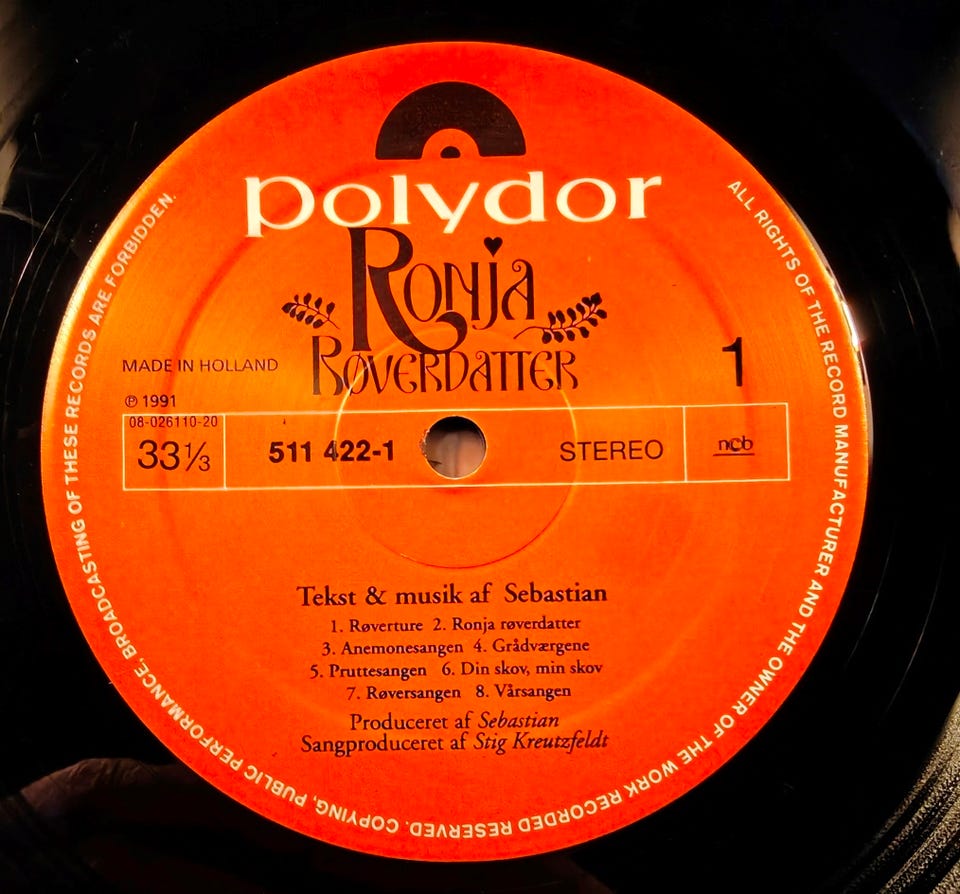 polydor
Ronja
Røverdatter
MADE IN HOLLAND
1
℗ 1991
08-026110-20
33⅓
511 422-1
STEREO
ncb
Tekst & musik af Sebastian
1. Røverture 2. Ronja røverdatter
3. Anemonesangen 4. Grådværgene
5. Pruttesangen 6. Din skov, min skov
7. Røversangen 8. Vårsangen
Produceret af Sebastian
Sangproduceret af Stig Kreutzfeldt
ALL RIGHTS OF THE RECORD MANUFACTURER AND THE OWNER OF THE WORK RECORDED RESERVED. COPYING, PUBLIC PERFORMANCE, BROADCASTING OF THESE RECORDS ARE FORBIDDEN.